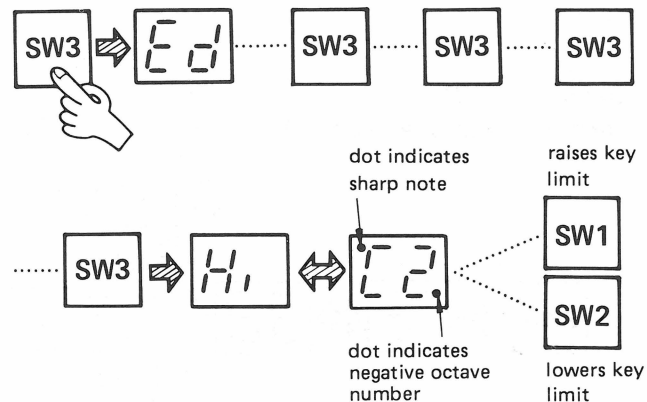 SW3 Ed SW3 SW3 SW3
dot indicates
sharp note
raises key
limit
SW3 Hi C2 SW1
SW2
dot indicates
negative octave
number
lowers key
limit